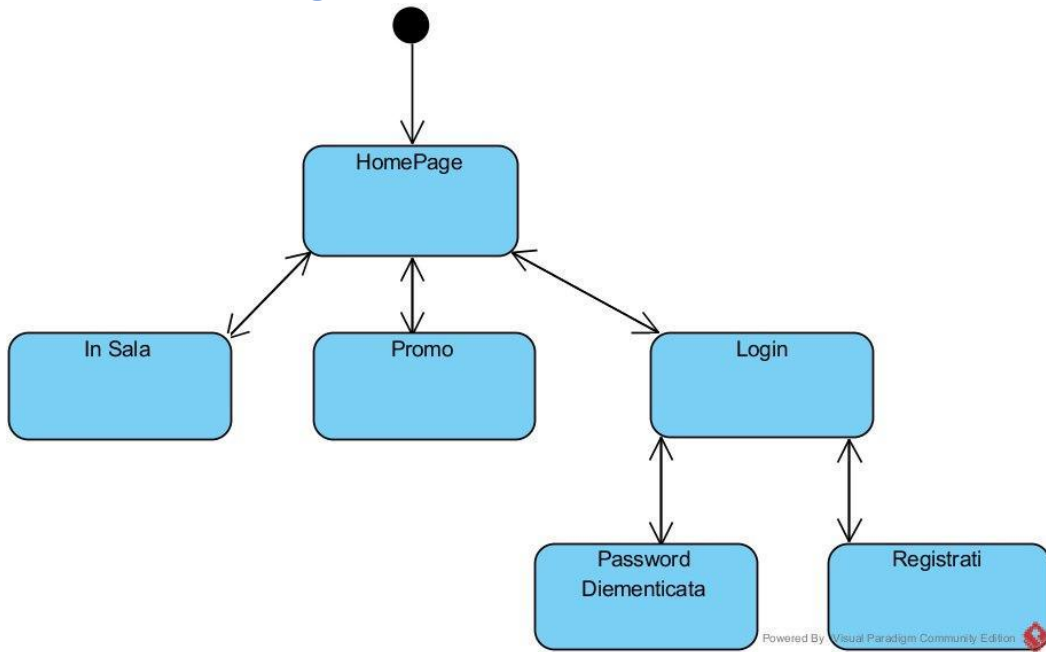 HomePage
In Sala
Promo
Login
Password
Diementicata
Registrati
Powered By Visual Paradigm Community Edition